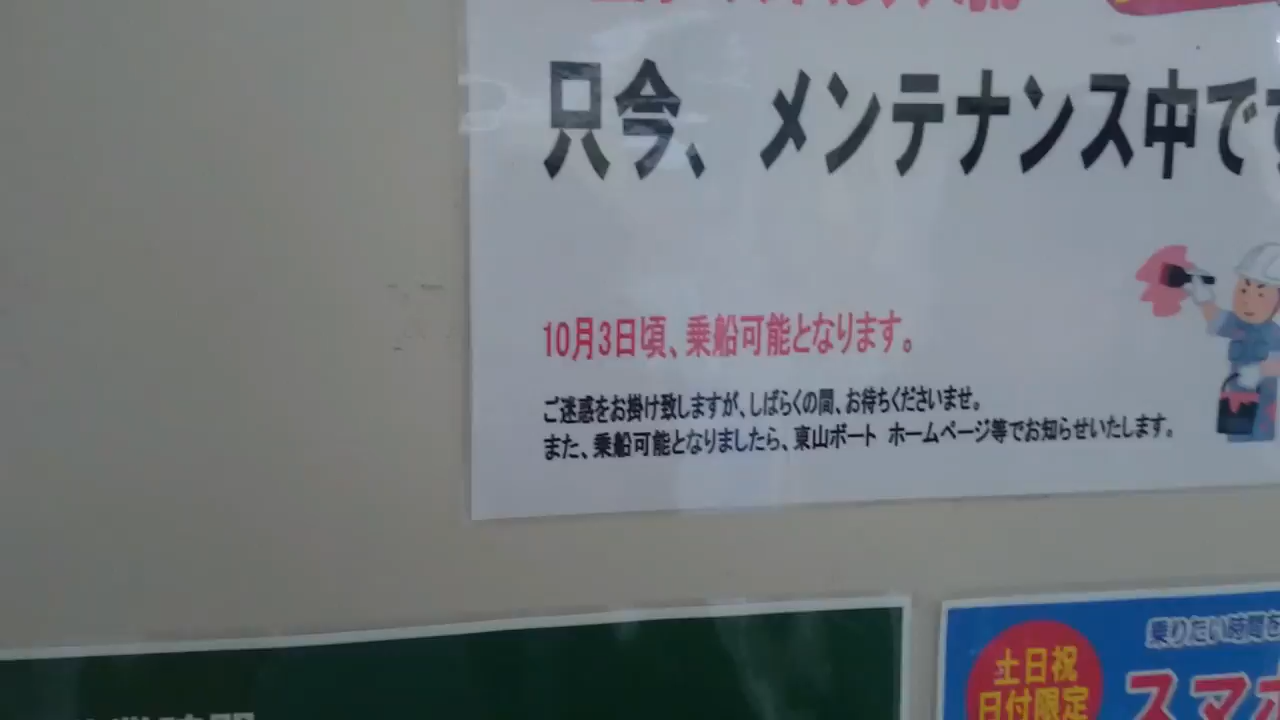 只今、メンテナンス中です
10月3日頃、乗船可能となります。
ご迷惑をお掛け致しますが、しばらくの間、お待ちくださいませ。
また、乗船可能となりましたら、東山ボート ホームページ等でお知らせいたします。
乗りたい時間を
土日祝
日付限定
スマホ